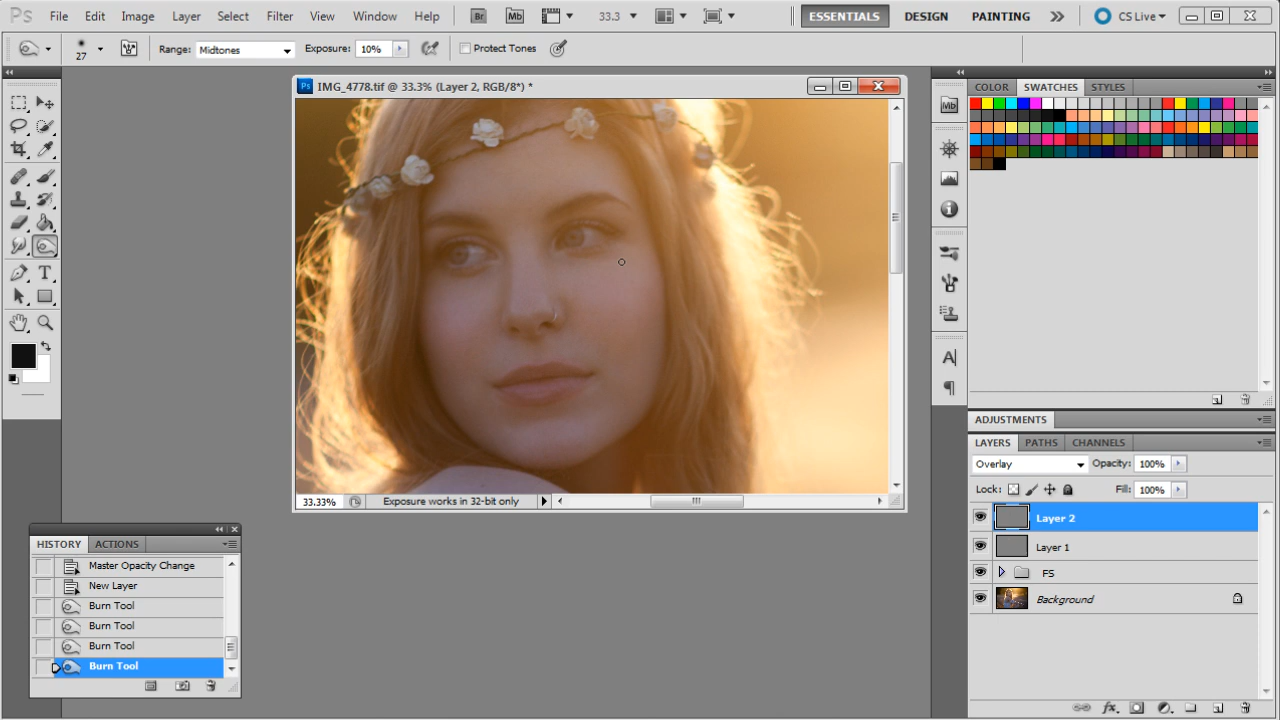 Ps File Edit Image Layer Select Filter View Window Help Br Mb 33.3 ESSENTIALS DESIGN PAINTING CS Live
27 Range: Midtones Exposure: 10% Protect Tones
Ps IMG_4778.tif @ 33.3% (Layer 2, RGB/8*) *
COLOR SWATCHES STYLES
Mb
T
A
ADJUSTMENTS
LAYERS PATHS CHANNELS
Overlay Opacity: 100%
Lock: Fill: 100%
33.33% Exposure works in 32-bit only
Layer 2
Layer 1
FS
Background
HISTORY ACTIONS
Master Opacity Change
New Layer
Burn Tool
Burn Tool
Burn Tool
Burn Tool
fx